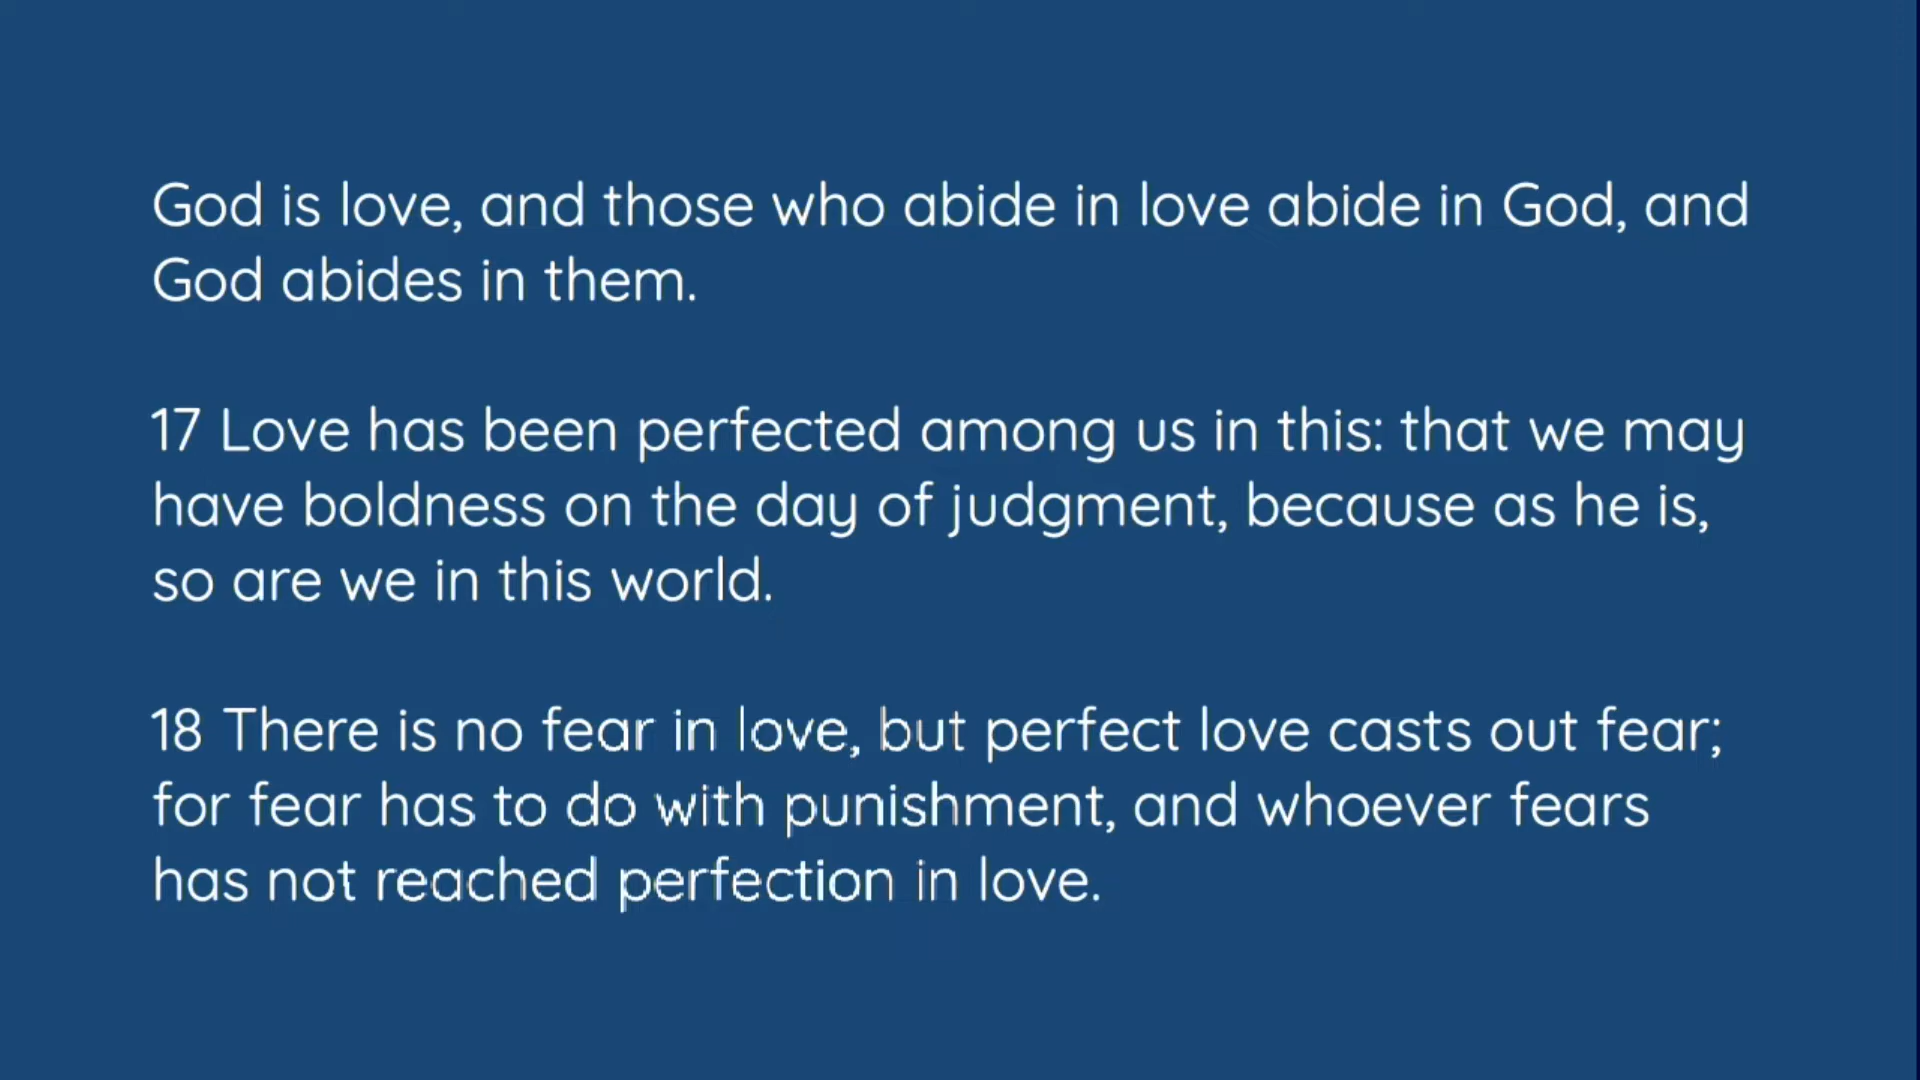 God is love, and those who abide in love abide in God, and
God abides in them.
17 Love has been perfected among us in this: that we may
have boldness on the day of judgment, because as he is,
so are we in this world.
18 There is no fear in love, but perfect love casts out fear;
for fear has to do with punishment, and whoever fears
has not reached perfection in love.